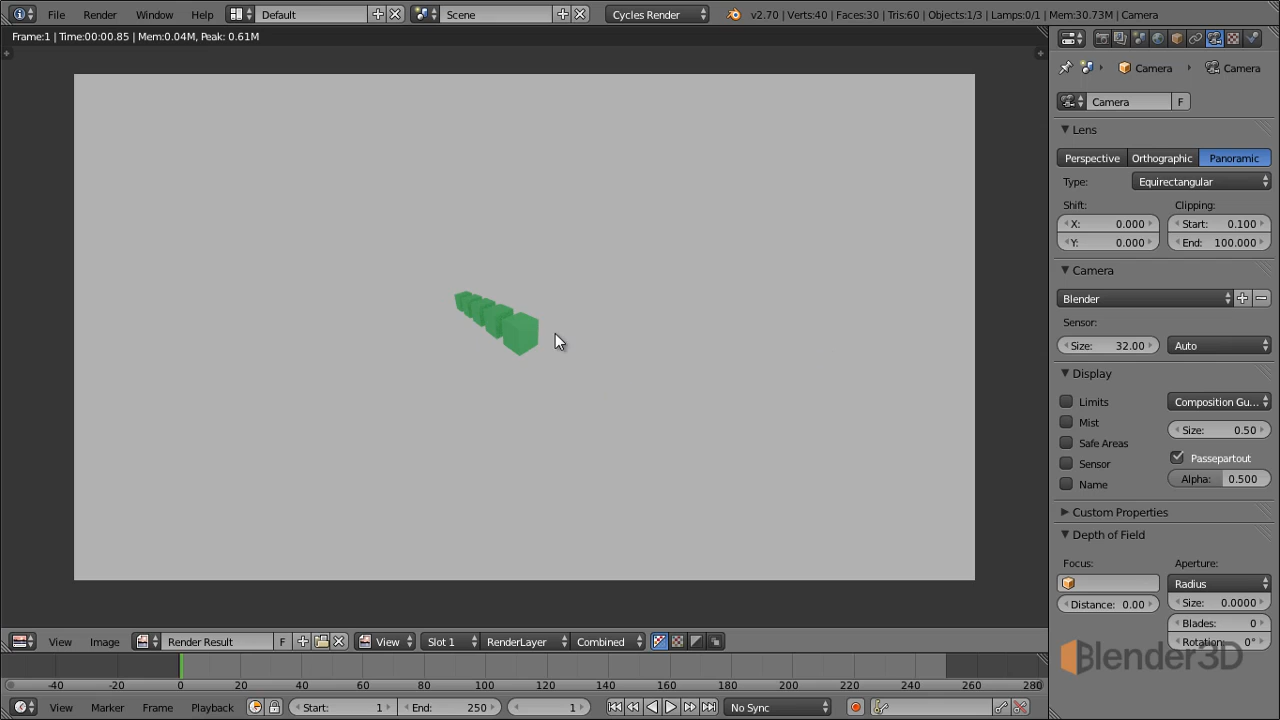 File Render Window Help Default Scene Cycles Render v2.70 | Verts:40 | Faces:30 | Tris:60 | Objects:1/3 | Lamps:0/1 | Mem:30.73M | Camera
Frame:1 | Time:00:00.85 | Mem:0.04M, Peak: 0.61M
Camera Camera
Camera F
Lens
Perspective Orthographic Panoramic
Type: Equirectangular
Shift: Clipping:
X: 0.000 Start: 0.100
Y: 0.000 End: 100.000
Camera
Blender
Sensor:
Size: 32.00 Auto
Display
Limits Composition Gu...
Mist Size: 0.50
Safe Areas
Sensor Passepartout
Name Alpha: 0.500
Custom Properties
Depth of Field
Focus: Aperture:
Radius
Distance: 0.00 Size: 0.0000
Blades: 0
Rotation: 0°
Blender3D
View Image Render Result F View Slot 1 RenderLayer Combined
-40 -20 0 20 40 60 80 100 120 140 160 180 200 220 240 260 280
View Marker Frame Playback Start: 1 End: 250 1 No Sync